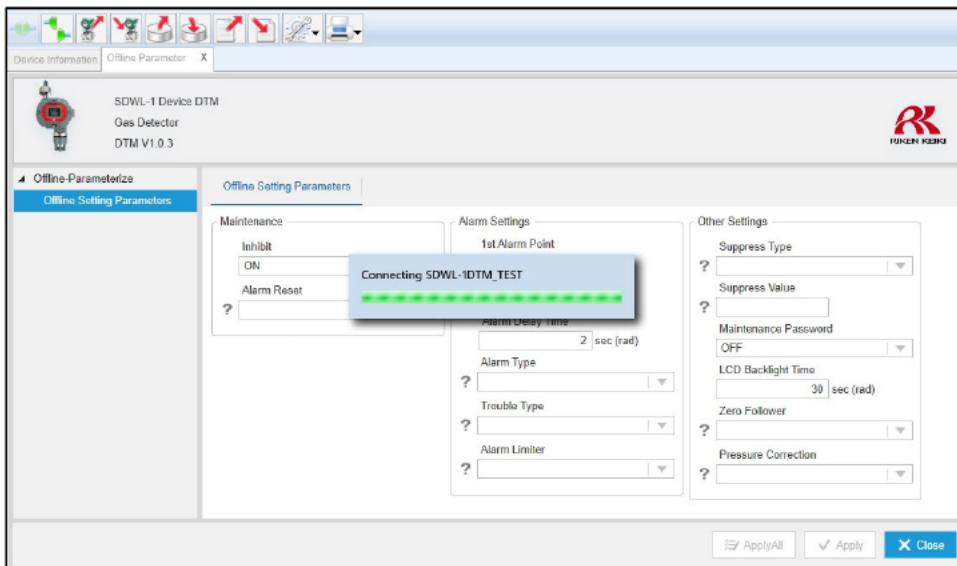 Device Information
Offline Parameter X
SDWL-1 Device DTM
Gas Detector
DTM V1.0.3
RIKEN KEIKI
Offline-Parameterize
Offline Setting Parameters
Offline Setting Parameters
Maintenance
Inhibit
ON
Alarm Reset
?
Alarm Settings
1st Alarm Point
Connecting SDWL-1DTM_TEST
Alarm Delay Time
2 sec (rad)
Alarm Type
?
Trouble Type
?
Alarm Limiter
?
Other Settings
Suppress Type
?
Suppress Value
?
Maintenance Password
OFF
LCD Backlight Time
30 sec (rad)
Zero Follower
?
Pressure Correction
?
ApplyAll
Apply
Close